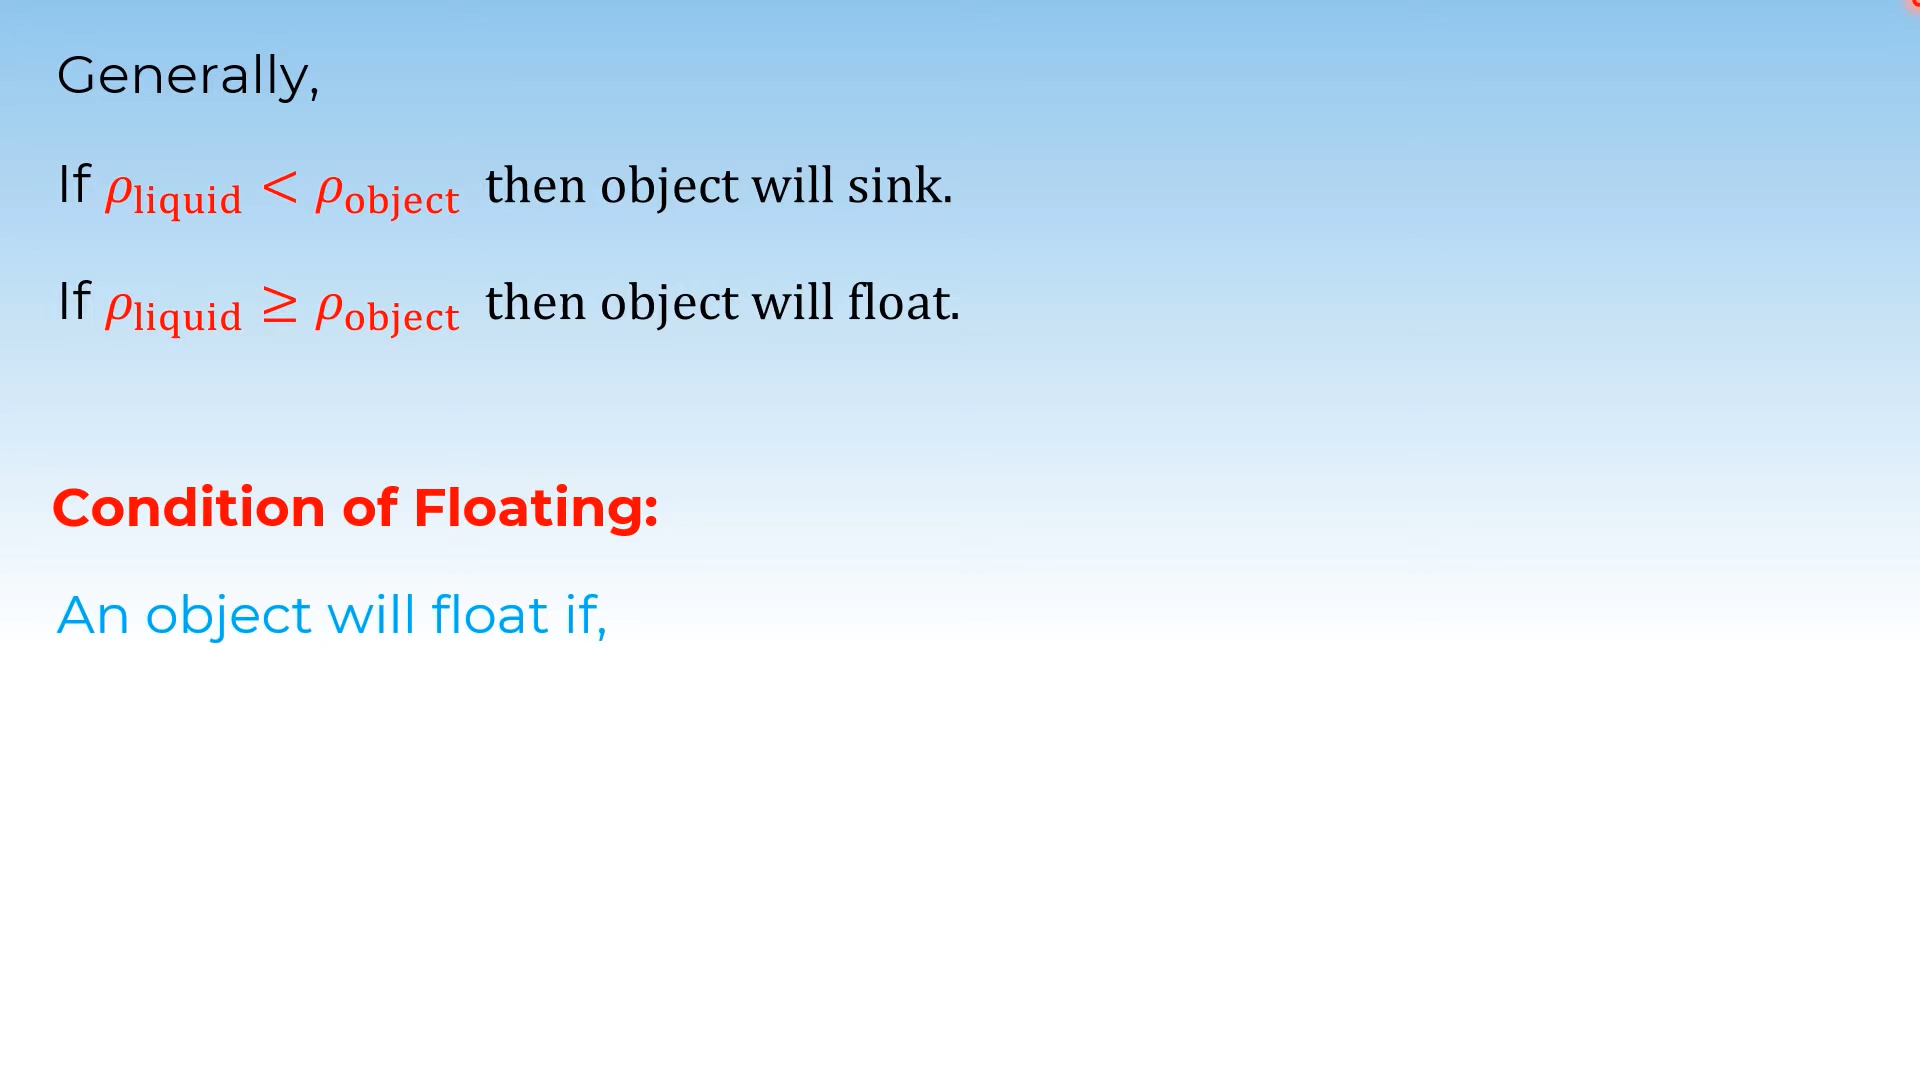 Generally,
If ρliquid < ρobject then object will sink.
If ρliquid ≥ ρobject then object will float.
Condition of Floating:
An object will float if,